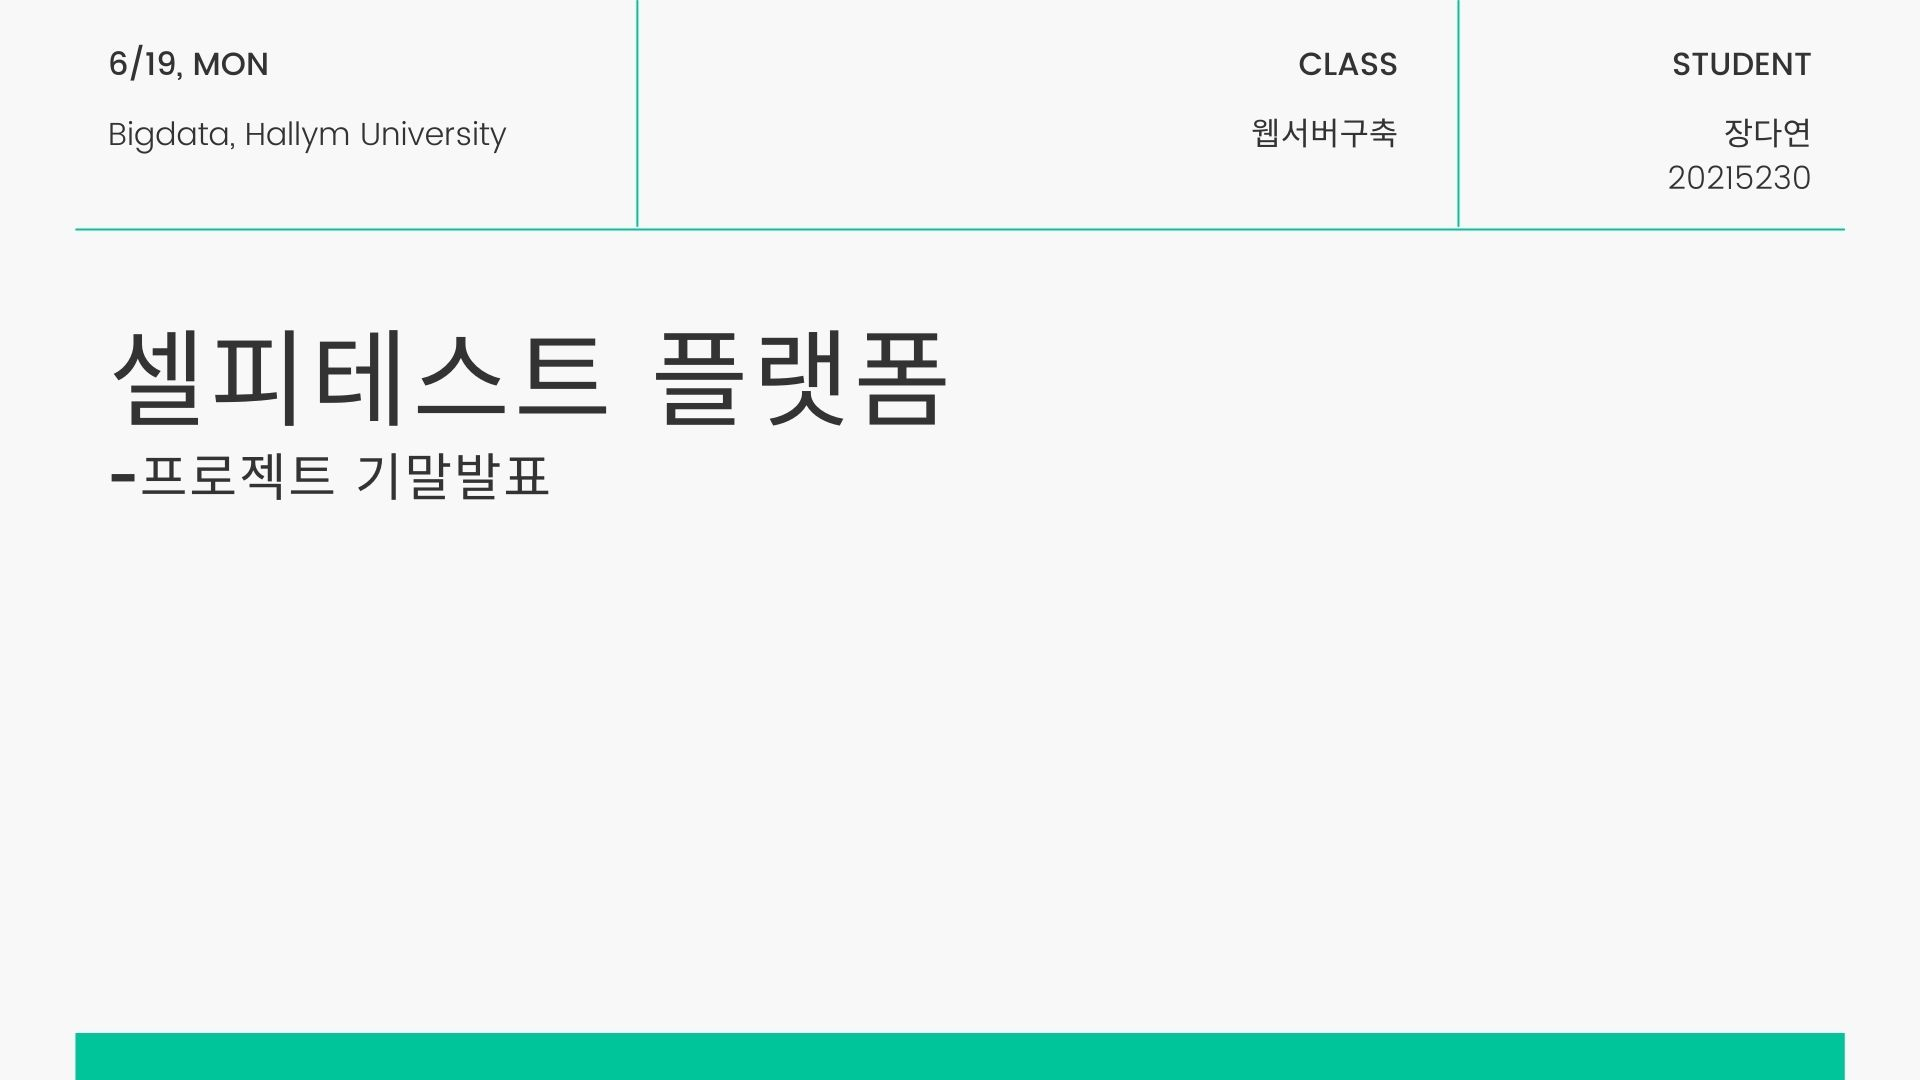 6/19, MON
Bigdata, Hallym University
CLASS
웹서버구축
STUDENT
장다연
20215230
셀피테스트 플랫폼
-프로젝트 기말발표